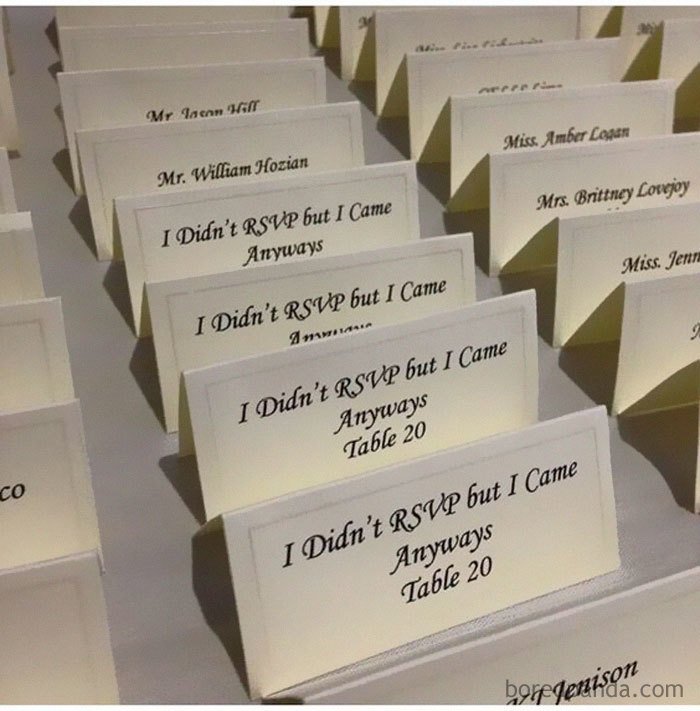 Mr. Jason Hill
Mr. William Hozian
I Didn't RSVP but I Came
Anyways
I Didn't RSVP but I Came
Anyways
I Didn't RSVP but I Came
Anyways
Table 20
I Didn't RSVP but I Came
Anyways
Table 20
Jenison
co
Miss. Amber Logan
Mrs. Brittney Lovejoy
Miss. Jenn
boredpanda.com